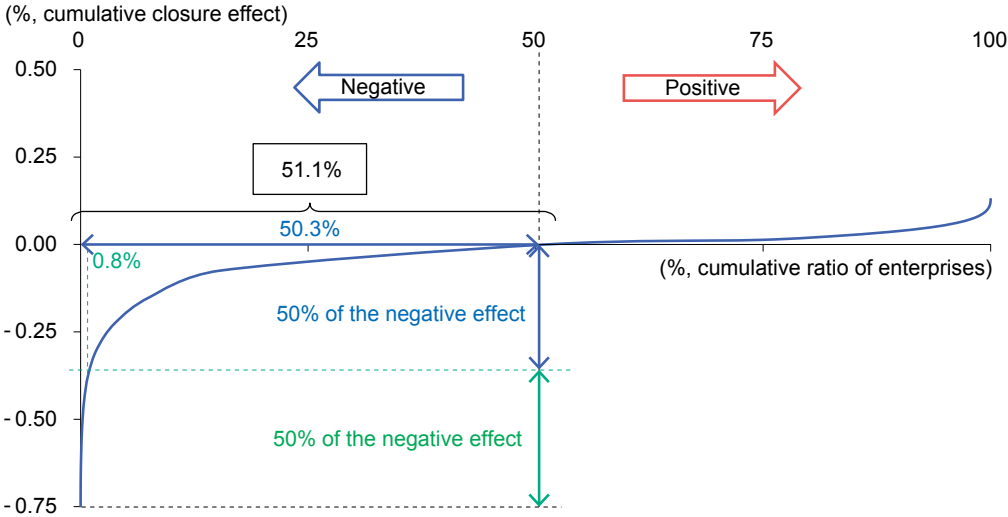 (%, cumulative closure effect)
0 25 50 75 100
0.50
Negative Positive
0.25
51.1%
50.3%
0.00
0.8%
(%, cumulative ratio of enterprises)
-0.25
50% of the negative effect
-0.50
50% of the negative effect
-0.75